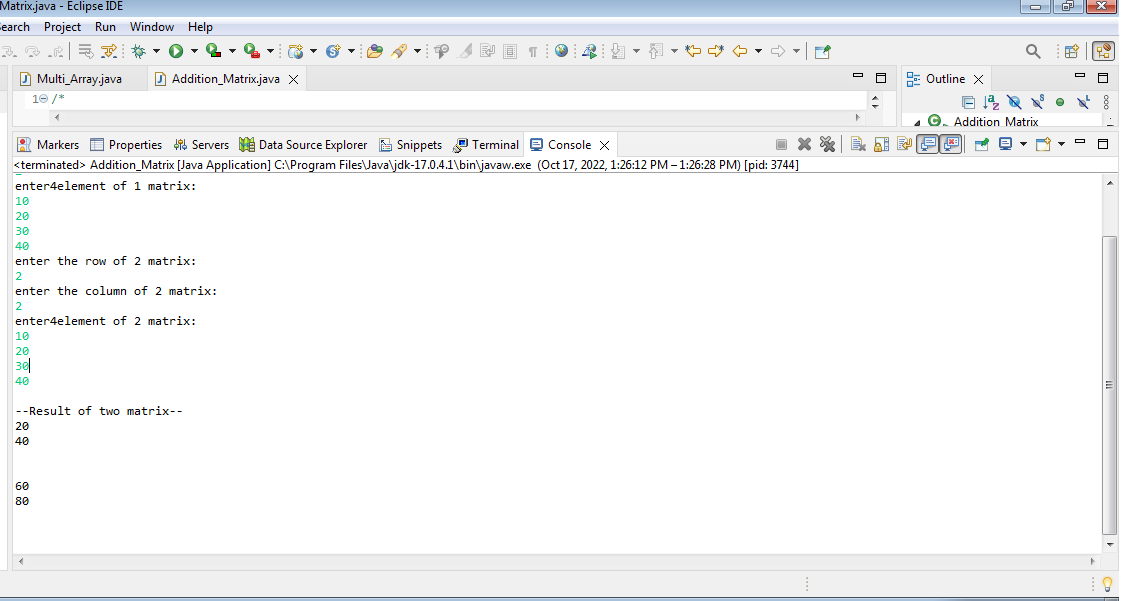 Matrix.java - Eclipse IDE
Search Project Run Window Help
Multi_Array.java Addition_Matrix.java Outline
1 /*
Addition_Matrix
Markers Properties Servers Data Source Explorer Snippets Terminal Console
<terminated> Addition_Matrix [Java Application] C:\Program Files\Java\jdk-17.0.4.1\bin\javaw.exe (Oct 17, 2022, 1:26:12 PM – 1:26:28 PM) [pid: 3744]
enter4element of 1 matrix:
10
20
30
40
enter the row of 2 matrix:
2
enter the column of 2 matrix:
2
enter4element of 2 matrix:
10
20
30
40
--Result of two matrix--
20
40
60
80